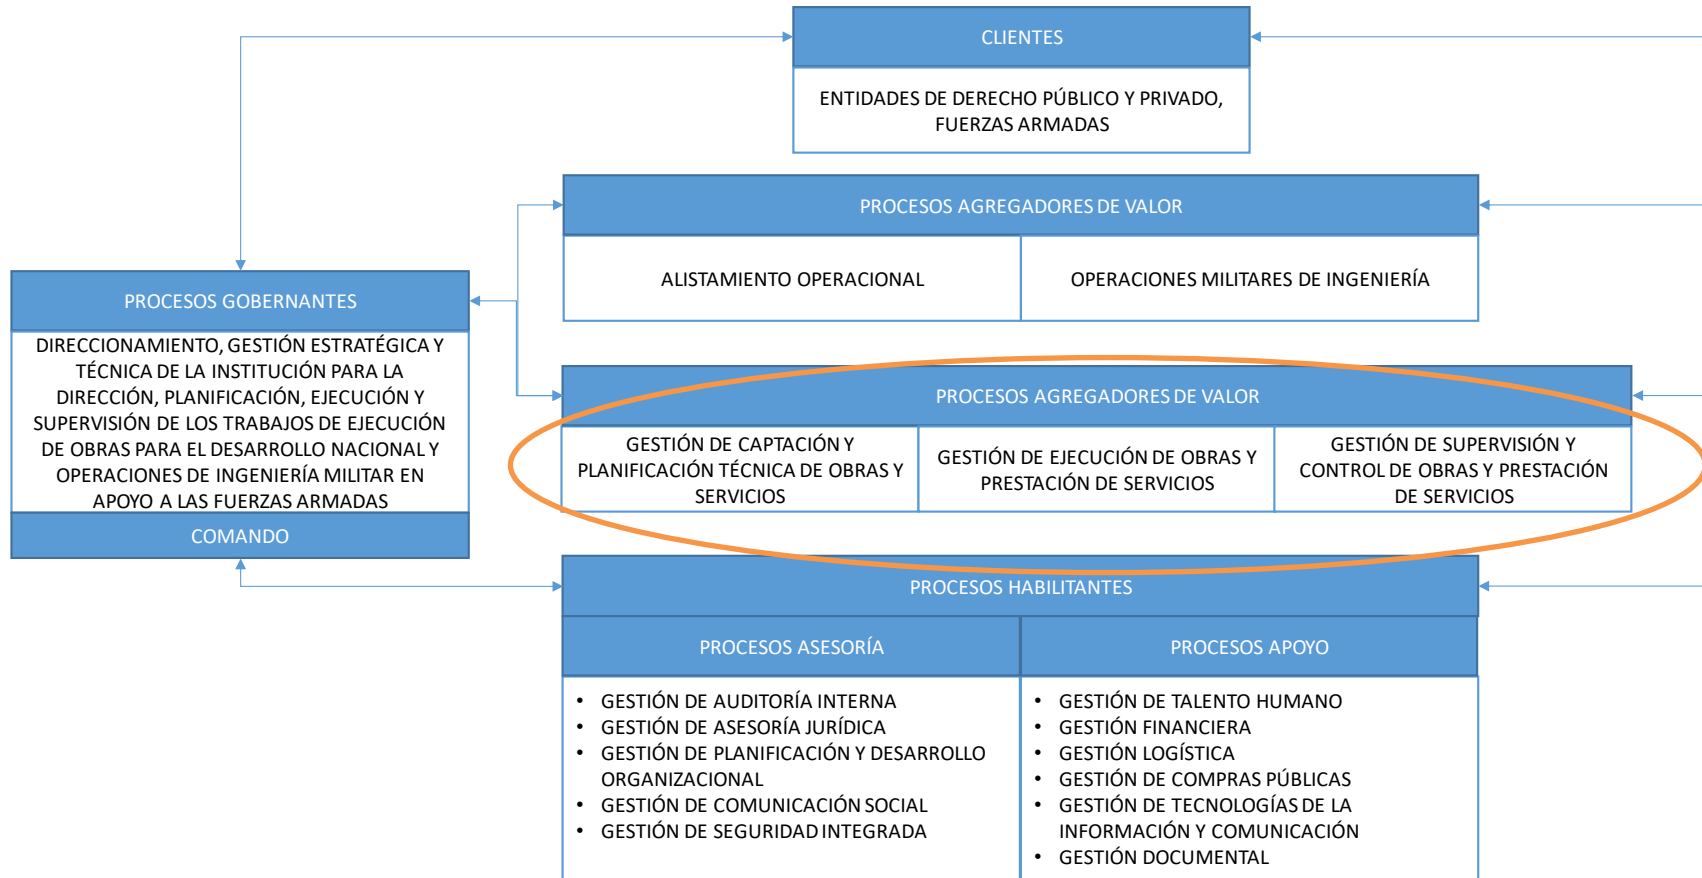 CLIENTES
ENTIDADES DE DERECHO PÚBLICO Y PRIVADO,
FUERZAS ARMADAS
PROCESOS AGREGADORES DE VALOR
ALISTAMIENTO OPERACIONAL
OPERACIONES MILITARES DE INGENIERÍA
PROCESOS GOBERNANTES
DIRECCIONAMIENTO, GESTIÓN ESTRATÉGICA Y
TÉCNICA DE LA INSTITUCIÓN PARA LA
DIRECCIÓN, PLANIFICACIÓN, EJECUCIÓN Y
SUPERVISIÓN DE LOS TRABAJOS DE EJECUCIÓN
DE OBRAS PARA EL DESARROLLO NACIONAL Y
OPERACIONES DE INGENIERÍA MILITAR EN
APOYO A LAS FUERZAS ARMADAS
COMANDO
PROCESOS AGREGADORES DE VALOR
GESTIÓN DE CAPTACIÓN Y
PLANIFICACIÓN TÉCNICA DE OBRAS Y
SERVICIOS
GESTIÓN DE EJECUCIÓN DE OBRAS Y
PRESTACIÓN DE SERVICIOS
GESTIÓN DE SUPERVISIÓN Y
CONTROL DE OBRAS Y PRESTACIÓN
DE SERVICIOS
PROCESOS HABILITANTES
PROCESOS ASESORÍA
• GESTIÓN DE AUDITORÍA INTERNA
• GESTIÓN DE ASESORÍA JURÍDICA
• GESTIÓN DE PLANIFICACIÓN Y DESARROLLO
ORGANIZACIONAL
• GESTIÓN DE COMUNICACIÓN SOCIAL
• GESTIÓN DE SEGURIDAD INTEGRADA
PROCESOS APOYO
• GESTIÓN DE TALENTO HUMANO
• GESTIÓN FINANCIERA
• GESTIÓN LOGÍSTICA
• GESTIÓN DE COMPRAS PÚBLICAS
• GESTIÓN DE TECNOLOGÍAS DE LA
INFORMACIÓN Y COMUNICACIÓN
• GESTIÓN DOCUMENTAL